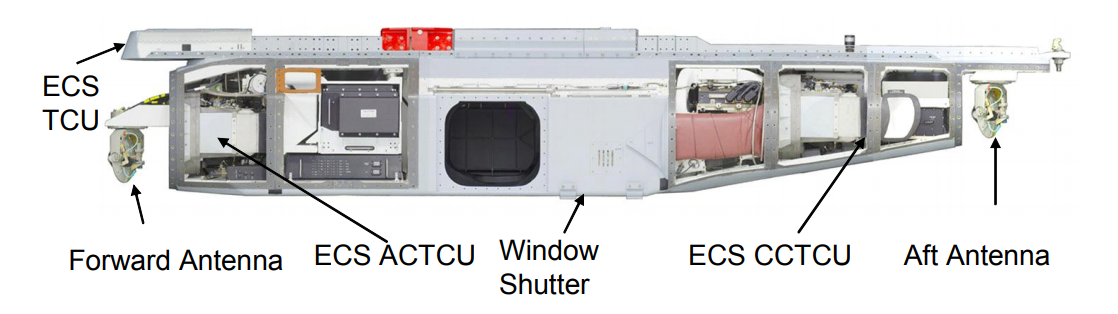 ECS
TCU
Forward Antenna
ECS ACTCU
Window
Shutter
ECS CCTCU
Aft Antenna